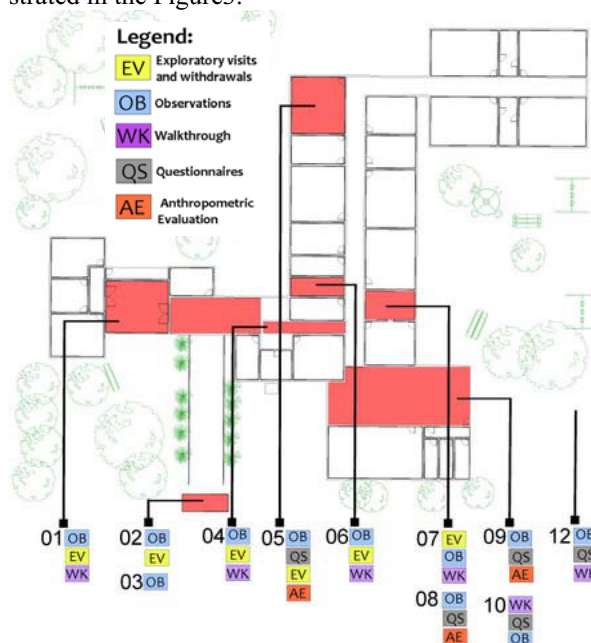 strated in the Figure3.
Legend:
EV Exploratory visits
and withdrawals
OB Observations
WK Walkthrough
QS Questionnaires
AE Anthropometric
Evaluation
01 OB 02 OB 04 OB 05 OB 06 OB 07 EV 09 OB 12 OB
EV EV EV QS EV OB QS QS
WK 03 OB WK EV WK WK AE WK
AE 08 OB 10 WK
QS QS
AE OB